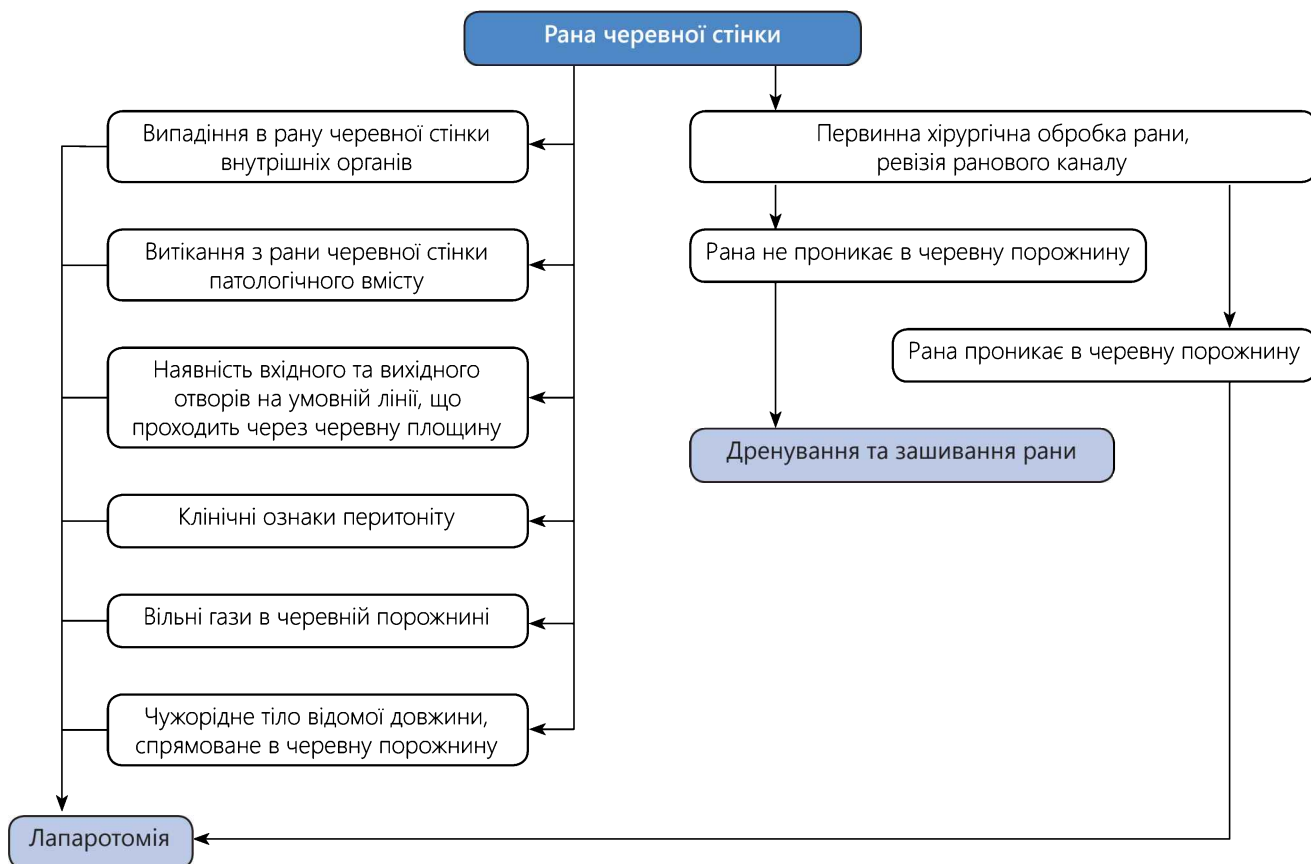 Рана черевної стінки
Випадіння в рану черевної стінки
внутрішніх органів
Витікання з рани черевної стінки
патологічного вмісту
Наявність вхідного та вихідного
отворів на умовній лінії, що
проходить через черевну площину
Клінічні ознаки перитоніту
Вільні гази в черевній порожнині
Чужорідне тіло відомої довжини,
спрямоване в черевну порожнину
Лапаротомія
Первинна хірургічна обробка рани,
ревізія ранового каналу
Рана не проникає в черевну порожнину
Рана проникає в черевну порожнину
Дренування та зашивання рани